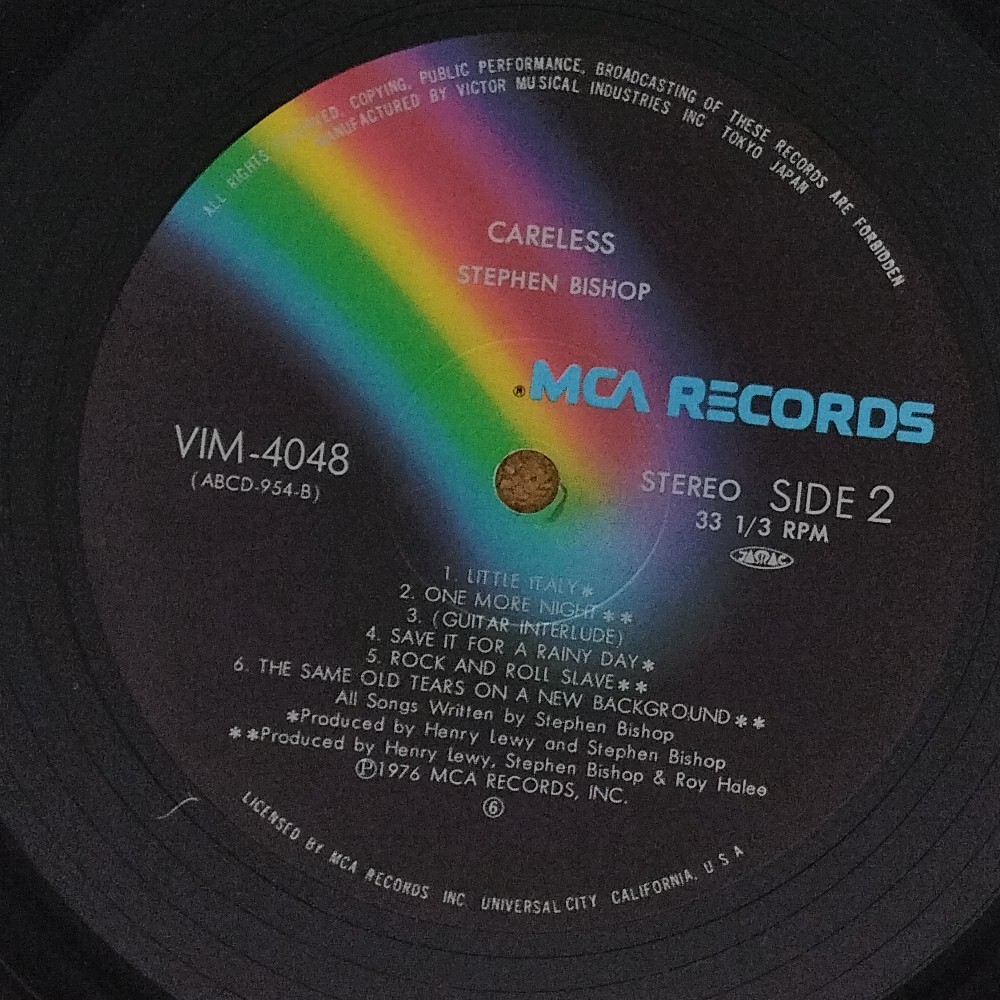 ALL RIGHTS RESERVED. COPYING, PUBLIC PERFORMANCE, BROADCASTING OF THESE RECORDS ARE FORBIDDEN
MANUFACTURED BY VICTOR MUSICAL INDUSTRIES INC TOKYO JAPAN
CARELESS
STEPHEN BISHOP
® MCA RECORDS
VIM-4048
(ABCD-954-B)
STEREO SIDE 2
33 1/3 RPM
JASRAC
1. LITTLE ITALY*
2. ONE MORE NIGHT**
3. (GUITAR INTERLUDE)
4. SAVE IT FOR A RAINY DAY*
5. ROCK AND ROLL SLAVE**
6. THE SAME OLD TEARS ON A NEW BACKGROUND**
All Songs Written by Stephen Bishop
*Produced by Henry Lewy and Stephen Bishop
**Produced by Henry Lewy, Stephen Bishop & Roy Halee
Ⓟ1976 MCA RECORDS, INC.
⑥
LICENSED BY MCA RECORDS INC. UNIVERSAL CITY CALIFORNIA, U S A